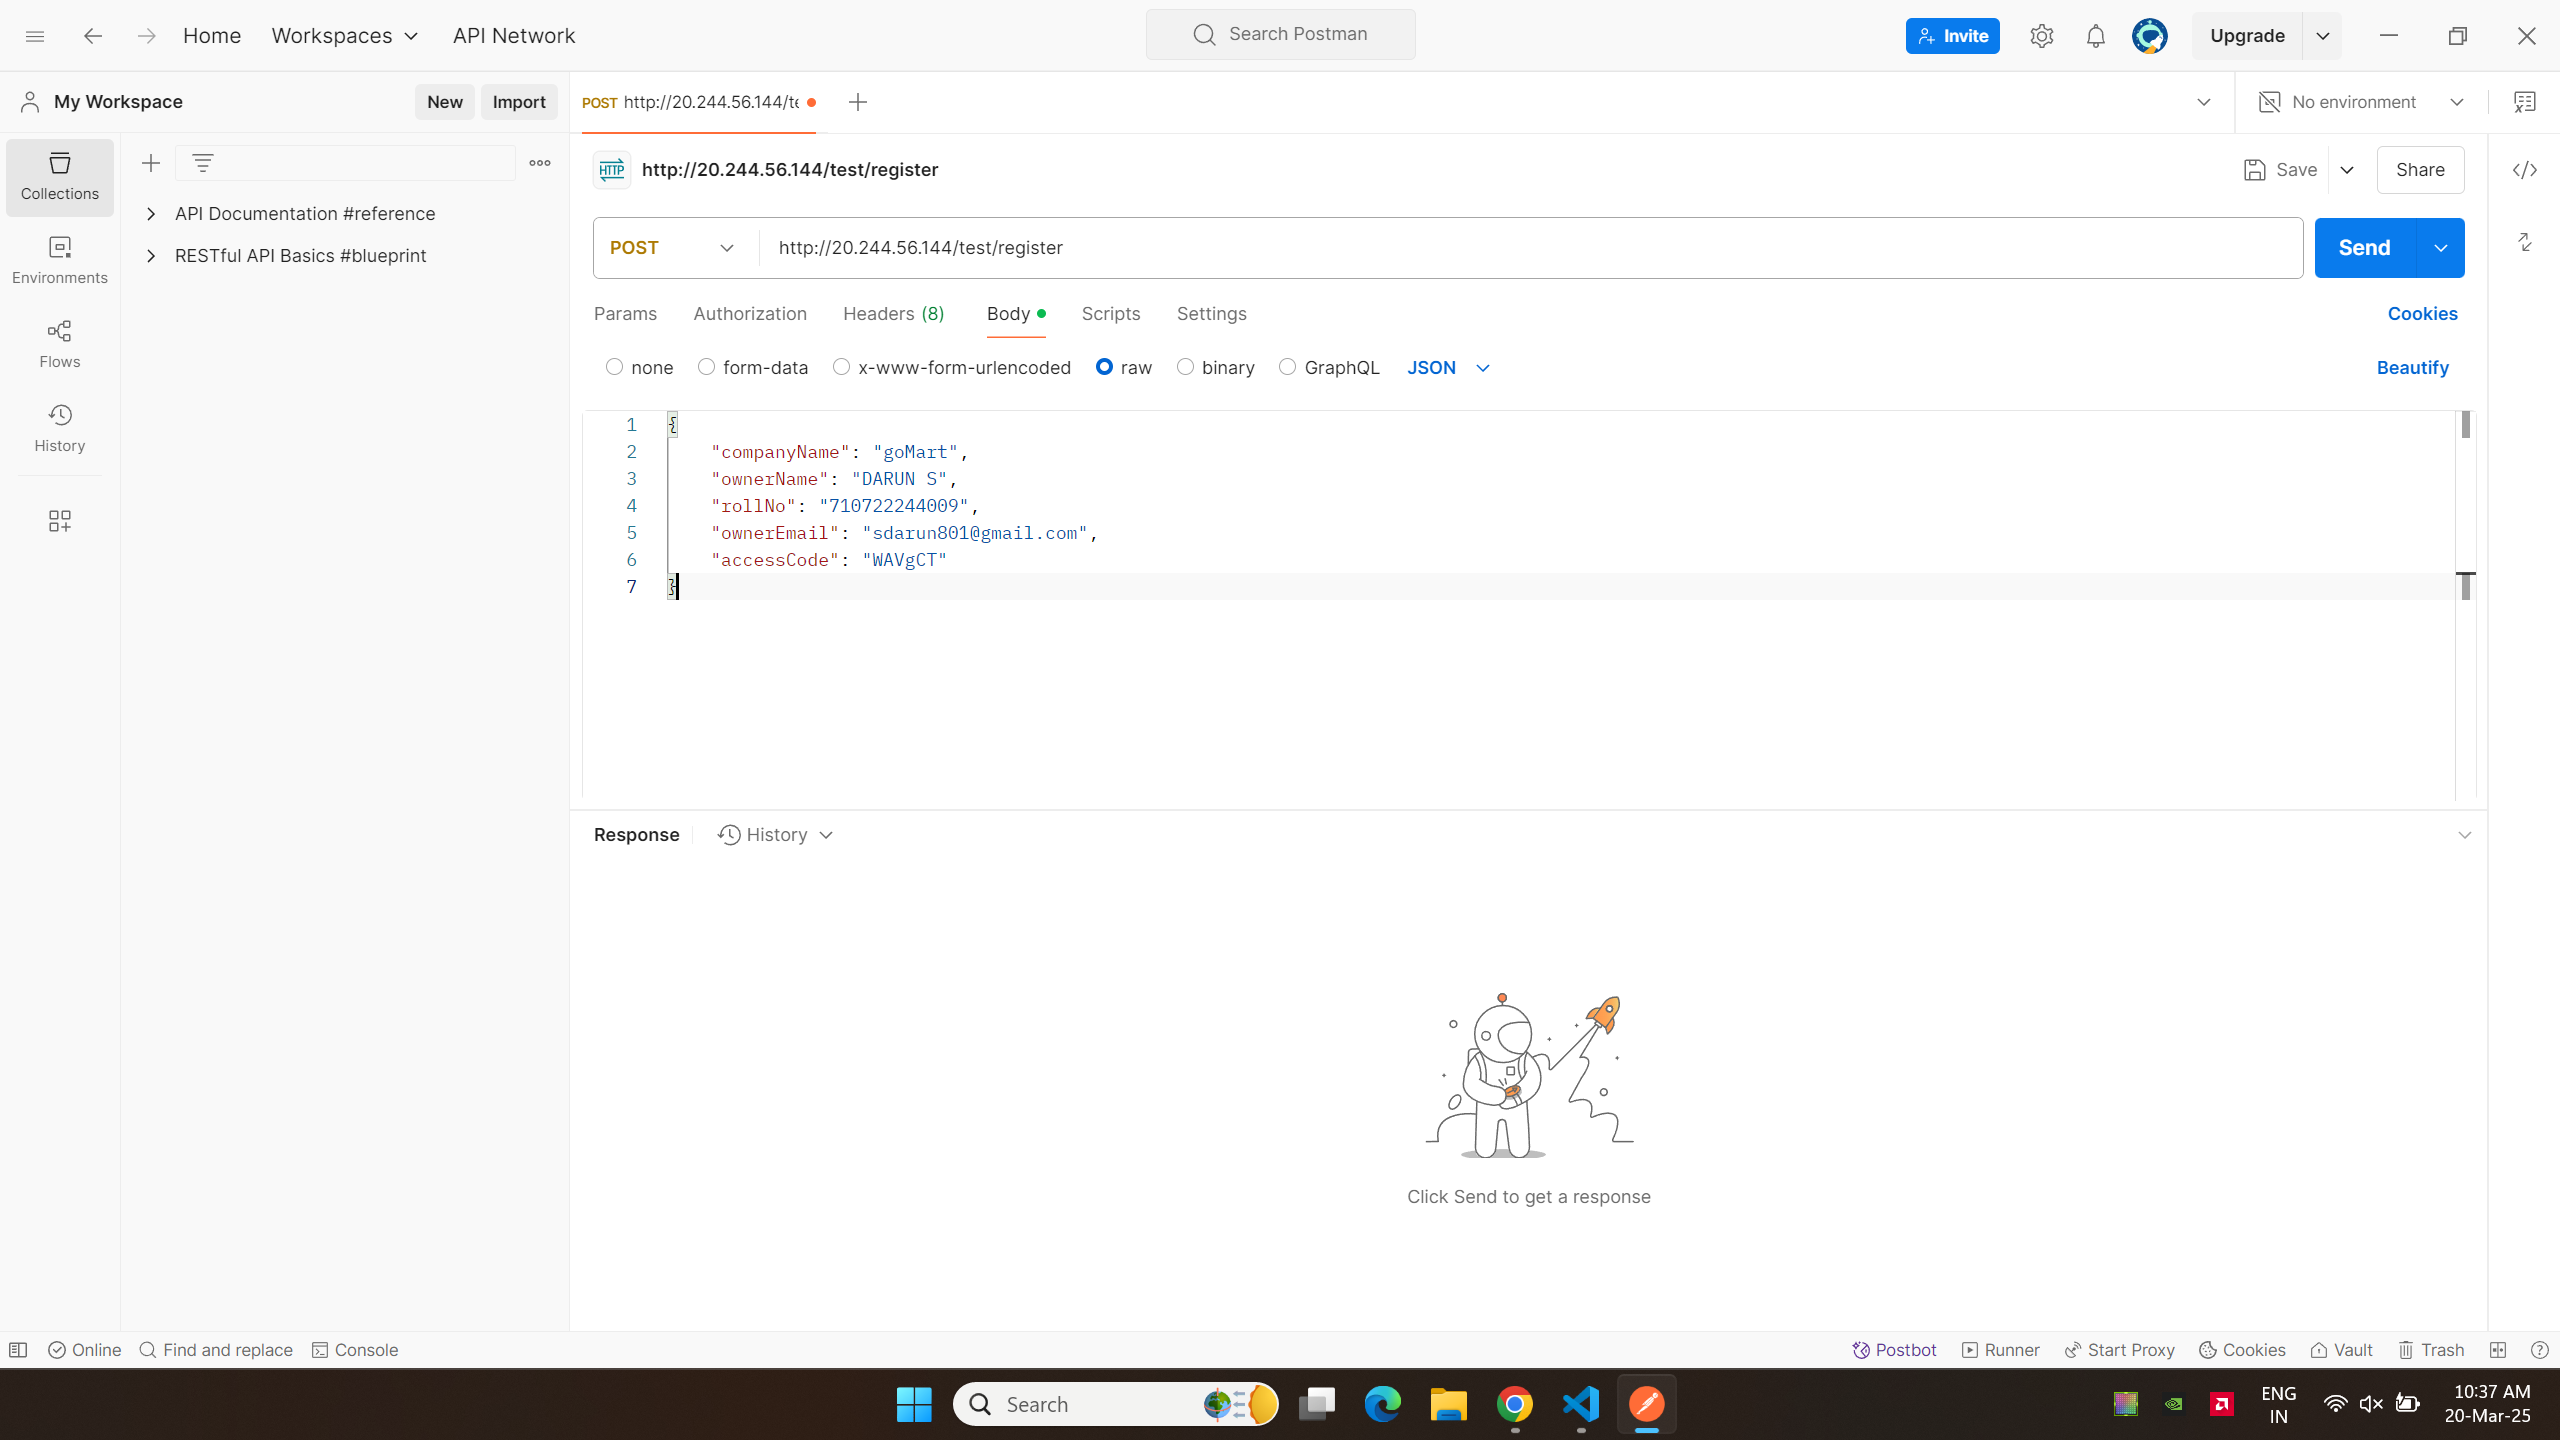 Home Workspaces API Network Search Postman Invite Upgrade
My Workspace New Import POST http://20.244.56.144/te No environment
Collections
Environments
Flows
History
API Documentation #reference
RESTful API Basics #blueprint
HTTP http://20.244.56.144/test/register Save Share
POST http://20.244.56.144/test/register Send
Params Authorization Headers (8) Body Scripts Settings Cookies
none form-data x-www-form-urlencoded raw binary GraphQL JSON Beautify
1 {
2 "companyName": "goMart",
3 "ownerName": "DARUN S",
4 "rollNo": "710722244009",
5 "ownerEmail": "sdarun801@gmail.com",
6 "accessCode": "WAVgCT"
7 }
Response History
Click Send to get a response
Online Find and replace Console Postbot Runner Start Proxy Cookies Vault Trash
Search ENG IN 10:37 AM
20-Mar-25